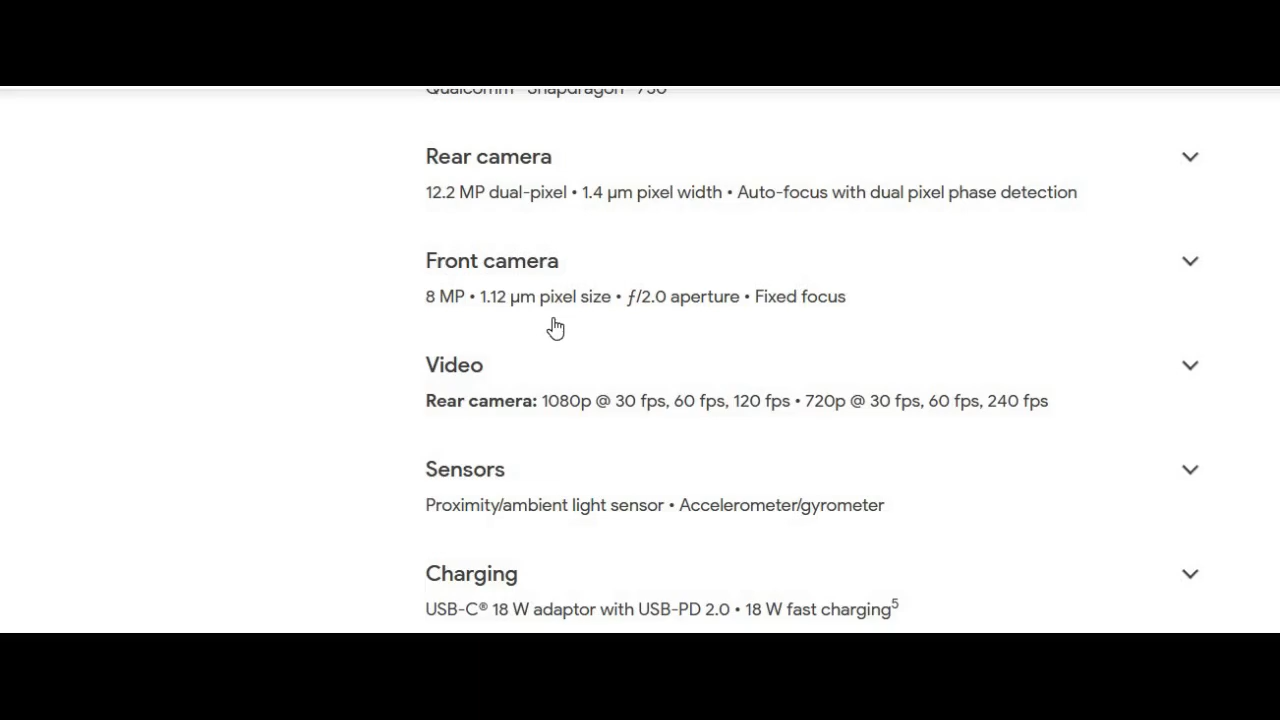 Qualcomm® Snapdragon™ 730
Rear camera
12.2 MP dual-pixel • 1.4 μm pixel width • Auto-focus with dual pixel phase detection
Front camera
8 MP • 1.12 μm pixel size • ƒ/2.0 aperture • Fixed focus
Video
Rear camera: 1080p @ 30 fps, 60 fps, 120 fps • 720p @ 30 fps, 60 fps, 240 fps
Sensors
Proximity/ambient light sensor • Accelerometer/gyrometer
Charging
USB-C® 18 W adaptor with USB-PD 2.0 • 18 W fast charging⁵